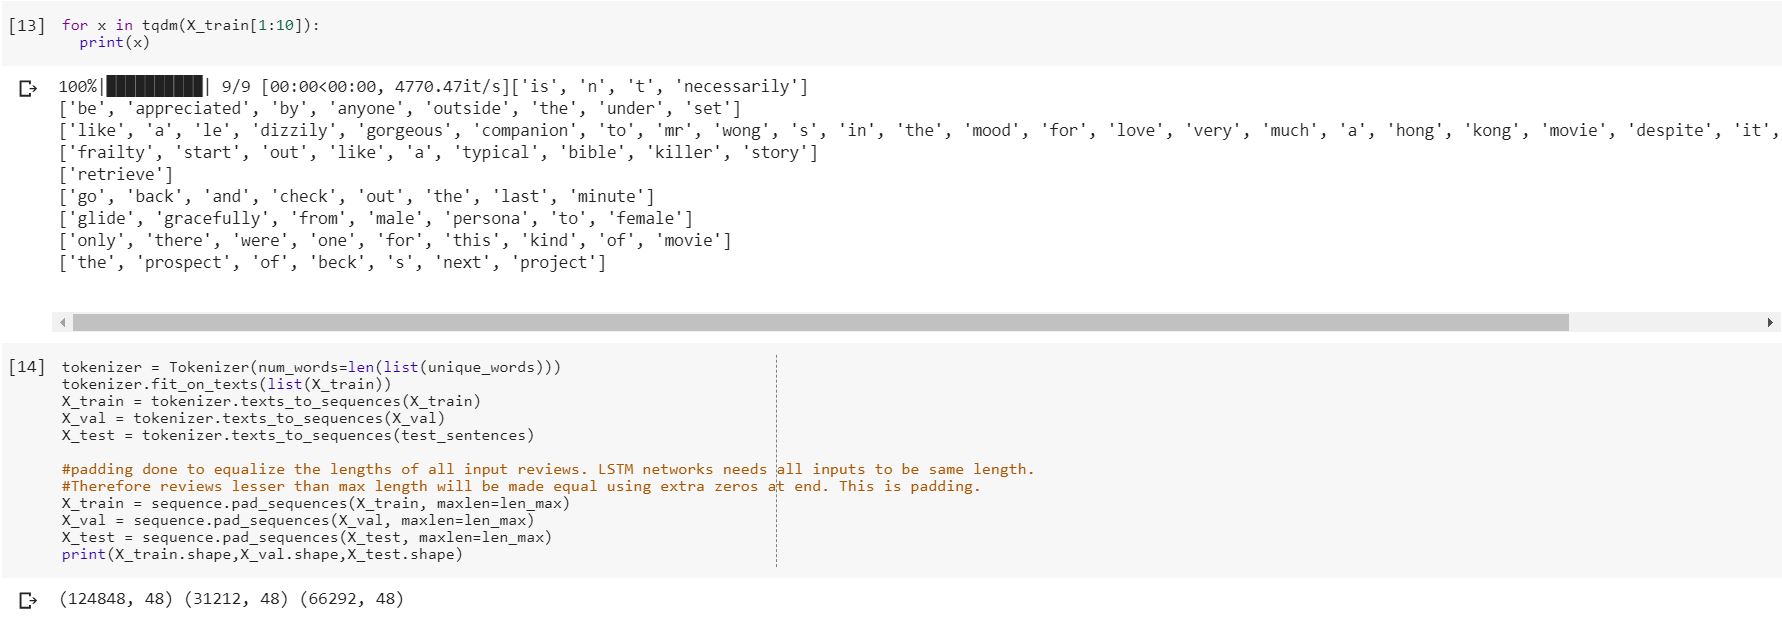 [13] for x in tqdm(X_train[1:10]):
print(x)
100%|██████████| 9/9 [00:00<00:00, 4770.47it/s]['is', 'n', 't', 'necessarily']
['be', 'appreciated', 'by', 'anyone', 'outside', 'the', 'under', 'set']
['like', 'a', 'le', 'dizzily', 'gorgeous', 'companion', 'to', 'mr', 'wong', 's', 'in', 'the', 'mood', 'for', 'love', 'very', 'much', 'a', 'hong', 'kong', 'movie', 'despite', 'it',
['frailty', 'start', 'out', 'like', 'a', 'typical', 'bible', 'killer', 'story']
['retrieve']
['go', 'back', 'and', 'check', 'out', 'the', 'last', 'minute']
['glide', 'gracefully', 'from', 'male', 'persona', 'to', 'female']
['only', 'there', 'were', 'one', 'for', 'this', 'kind', 'of', 'movie']
['the', 'prospect', 'of', 'beck', 's', 'next', 'project']
[14] tokenizer = Tokenizer(num_words=len(list(unique_words)))
tokenizer.fit_on_texts(list(X_train))
X_train = tokenizer.texts_to_sequences(X_train)
X_val = tokenizer.texts_to_sequences(X_val)
X_test = tokenizer.texts_to_sequences(test_sentences)
#padding done to equalize the lengths of all input reviews. LSTM networks needs all inputs to be same length.
#Therefore reviews lesser than max length will be made equal using extra zeros at end. This is padding.
X_train = sequence.pad_sequences(X_train, maxlen=len_max)
X_val = sequence.pad_sequences(X_val, maxlen=len_max)
X_test = sequence.pad_sequences(X_test, maxlen=len_max)
print(X_train.shape,X_val.shape,X_test.shape)
(124848, 48) (31212, 48) (66292, 48)